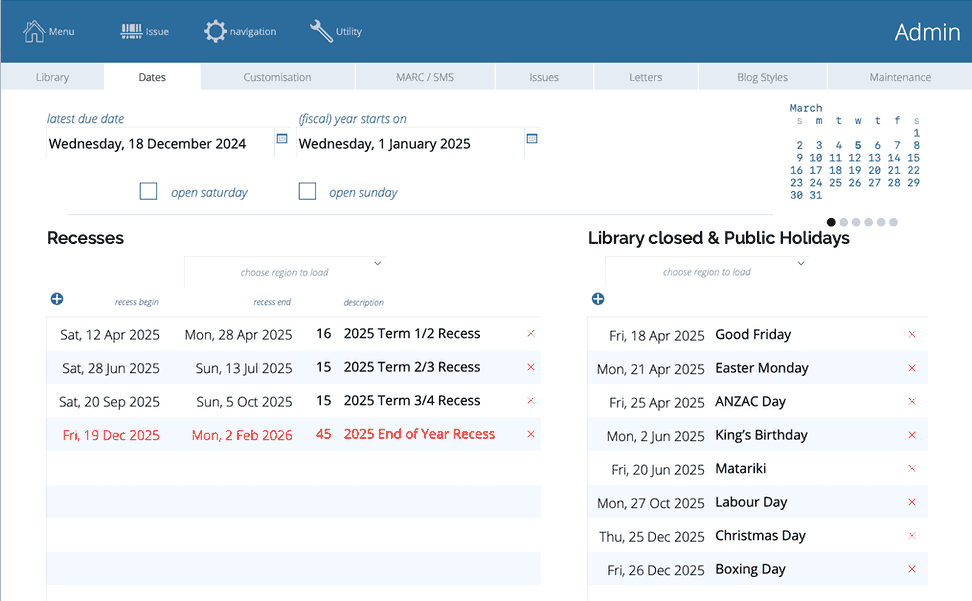 Menu Issue navigation Utility Admin
Library Dates Customisation MARC / SMS Issues Letters Blog Styles Maintenance
latest due date (fiscal) year starts on
Wednesday, 18 December 2024 Wednesday, 1 January 2025
open saturday open sunday
March
s m t w t f s
1
2 3 4 5 6 7 8
9 10 11 12 13 14 15
16 17 18 19 20 21 22
23 24 25 26 27 28 29
30 31
Recesses
choose region to load
recess begin recess end description
Sat, 12 Apr 2025 Mon, 28 Apr 2025 16 2025 Term 1/2 Recess
Sat, 28 Jun 2025 Sun, 13 Jul 2025 15 2025 Term 2/3 Recess
Sat, 20 Sep 2025 Sun, 5 Oct 2025 15 2025 Term 3/4 Recess
Fri, 19 Dec 2025 Mon, 2 Feb 2026 45 2025 End of Year Recess
Library closed & Public Holidays
choose region to load
Fri, 18 Apr 2025 Good Friday
Mon, 21 Apr 2025 Easter Monday
Fri, 25 Apr 2025 ANZAC Day
Mon, 2 Jun 2025 King's Birthday
Fri, 20 Jun 2025 Matariki
Mon, 27 Oct 2025 Labour Day
Thu, 25 Dec 2025 Christmas Day
Fri, 26 Dec 2025 Boxing Day